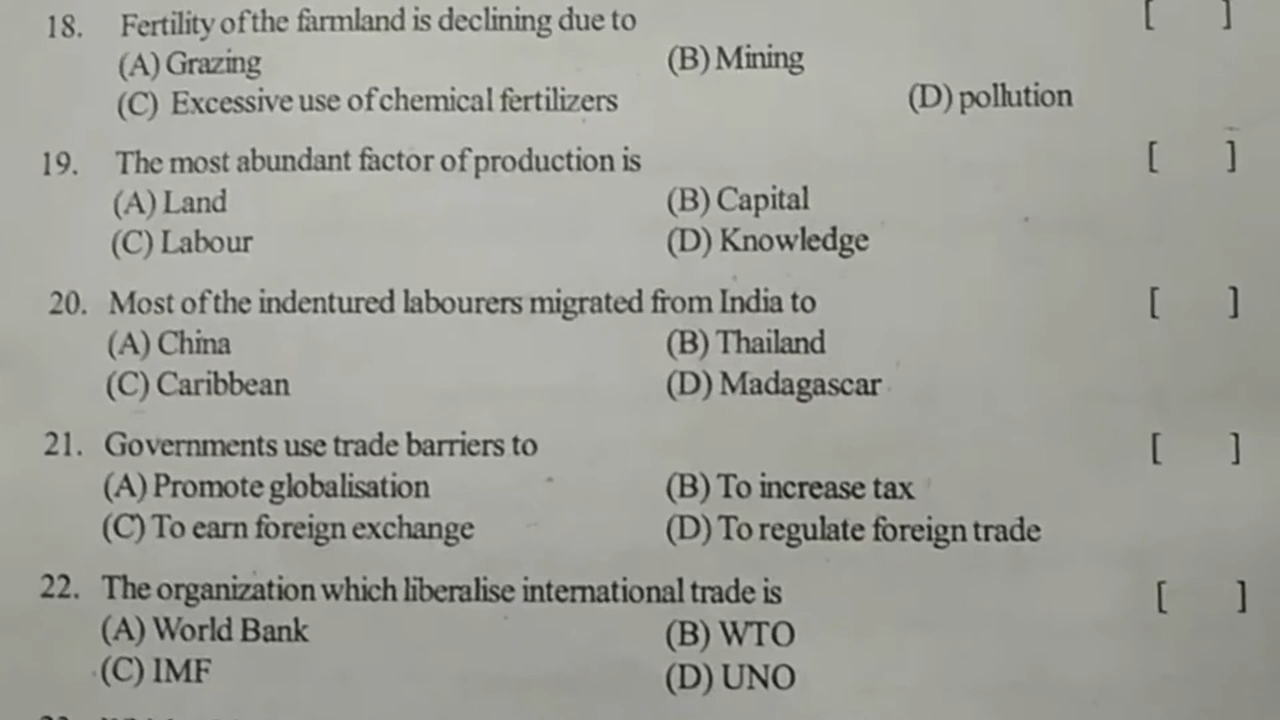 18. Fertility of the farmland is declining due to [ ]
(A) Grazing (B) Mining
(C) Excessive use of chemical fertilizers (D) pollution
19. The most abundant factor of production is [ ]
(A) Land (B) Capital
(C) Labour (D) Knowledge
20. Most of the indentured labourers migrated from India to [ ]
(A) China (B) Thailand
(C) Caribbean (D) Madagascar
21. Governments use trade barriers to [ ]
(A) Promote globalisation (B) To increase tax
(C) To earn foreign exchange (D) To regulate foreign trade
22. The organization which liberalise international trade is [ ]
(A) World Bank (B) WTO
(C) IMF (D) UNO